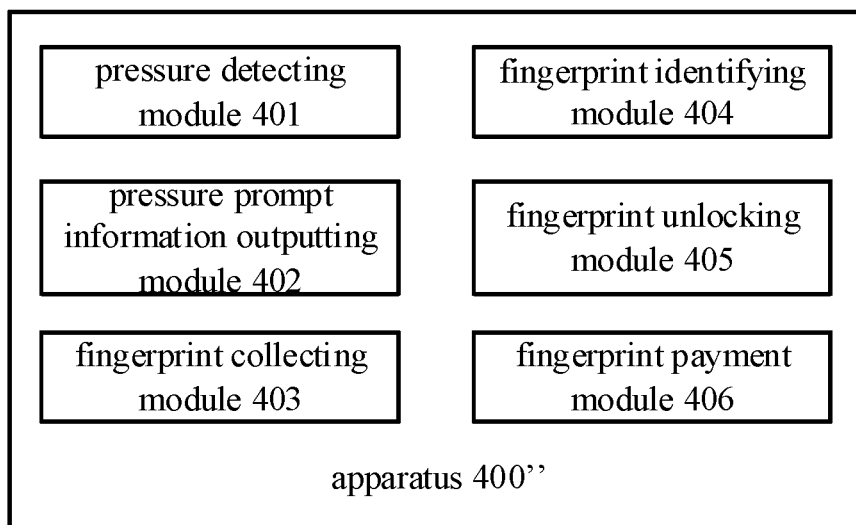 pressure detecting
module 401
fingerprint identifying
module 404
pressure prompt
information outputting
module 402
fingerprint unlocking
module 405
fingerprint collecting
module 403
fingerprint payment
module 406
apparatus 400’’